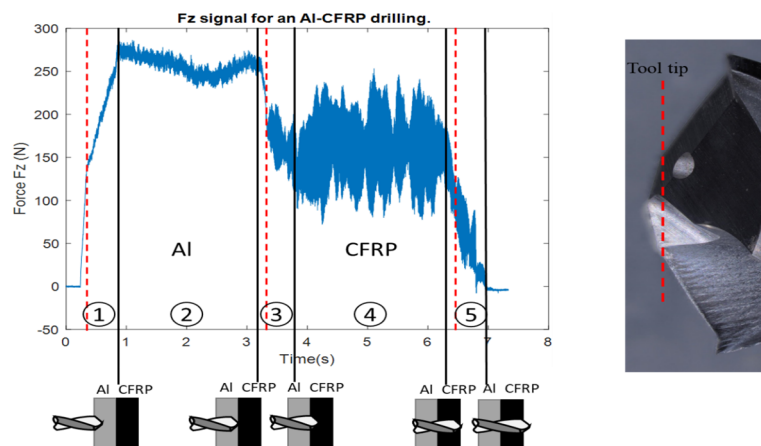 Fz signal for an Al-CFRP drilling.
300
250
200
150
100
50
0
-50
Force Fz (N)
Al
CFRP
1
2
3
4
5
0
1
2
3
4
5
6
7
8
Time(s)
Al CFRP
Al CFRP
Al CFRP
Al CFRP
Al CFRP
Tool tip